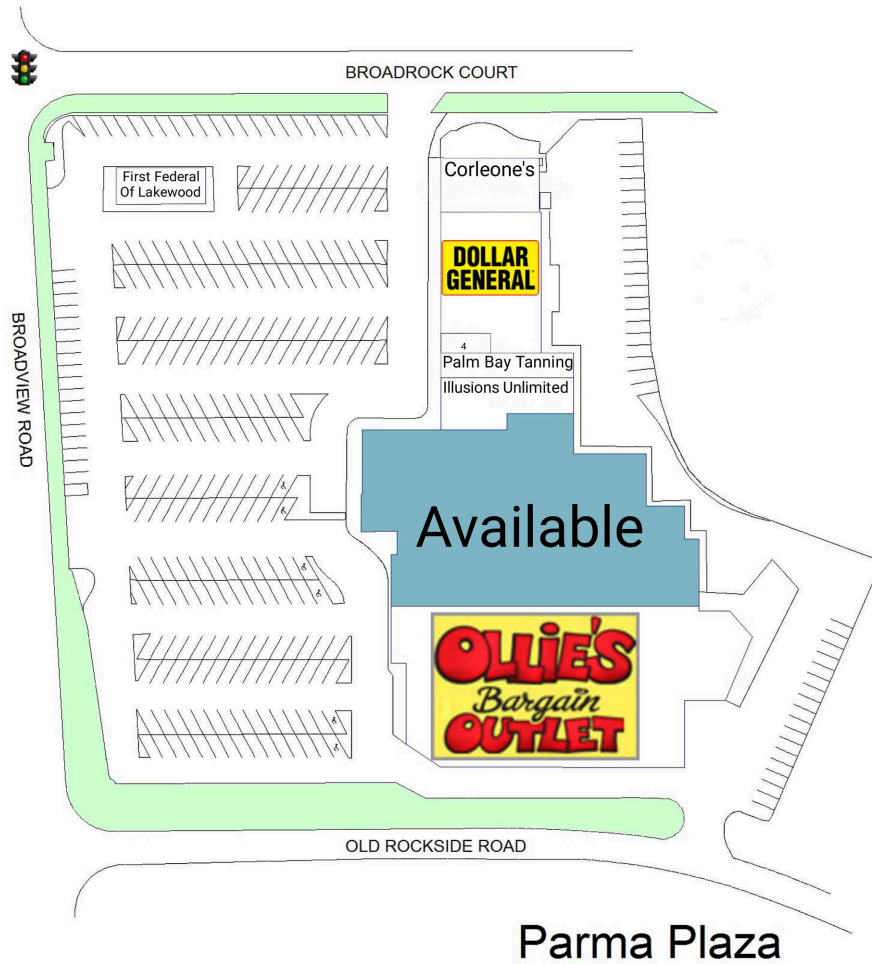 BROADROCK COURT
First Federal
Of Lakewood
Corleone's
DOLLAR
GENERAL
4
Palm Bay Tanning
Illusions Unlimited
BROADVIEW ROAD
Available
OLLiE'S
Bargain
OUTLET
OLD ROCKSIDE ROAD
Parma Plaza